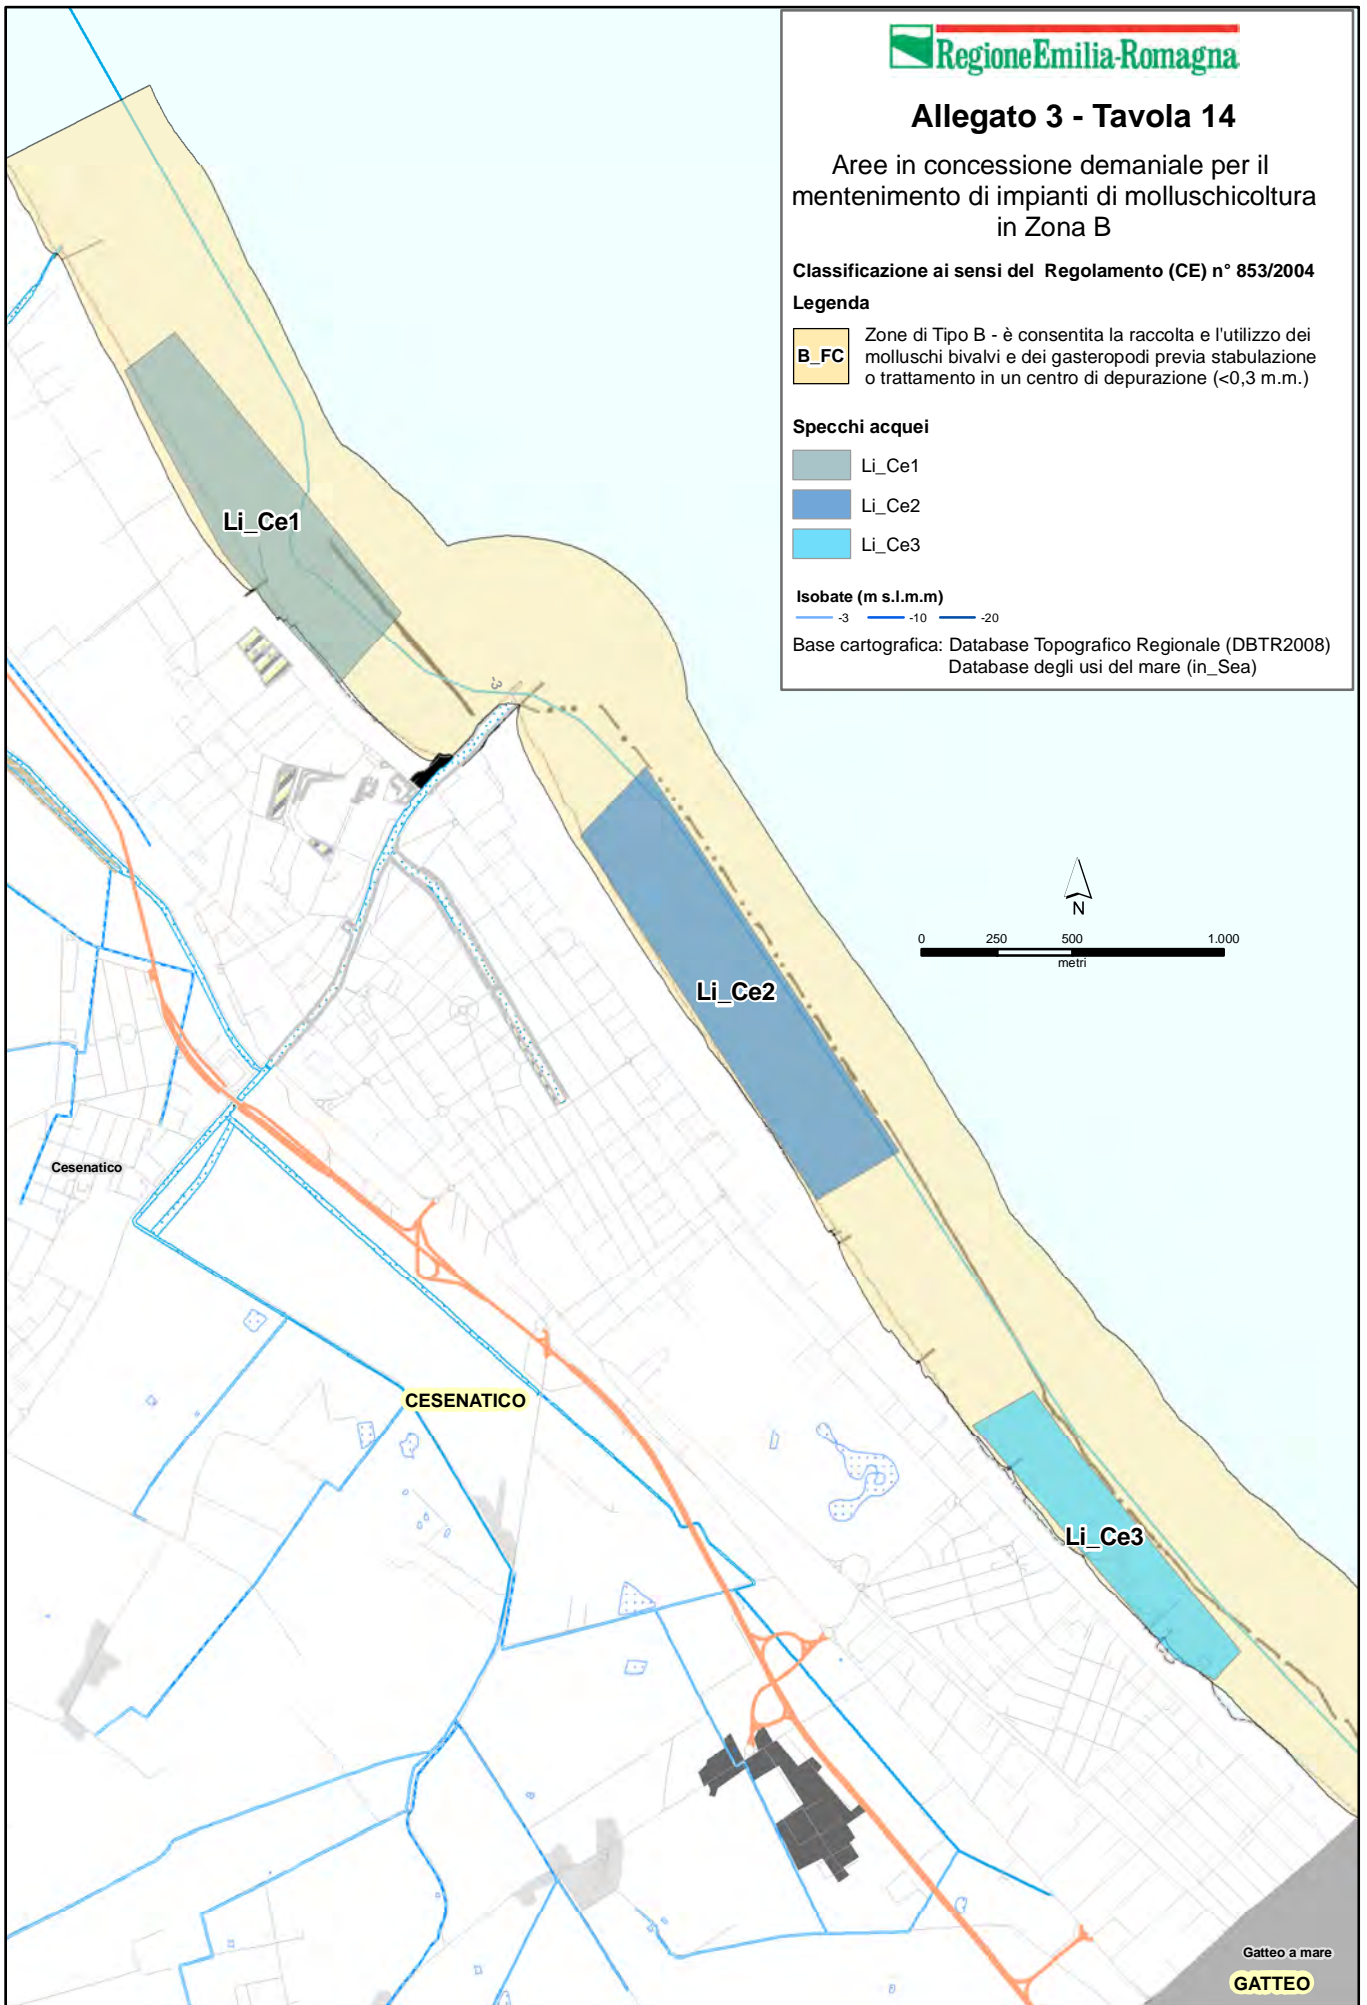 RegioneEmilia-Romagna
Allegato 3 - Tavola 14
Aree in concessione demaniale per il
mentenimento di impianti di molluschicoltura
in Zona B
Classificazione ai sensi del Regolamento (CE) n° 853/2004
Legenda
B_FC
Zone di Tipo B - è consentita la raccolta e l'utilizzo dei
molluschi bivalvi e dei gasteropodi previa stabulazione
o trattamento in un centro di depurazione (<0,3 m.m.)
Specchi acquei
Li_Ce1
Li_Ce2
Li_Ce3
Isobate (m s.l.m.m)
-3 -10 -20
Base cartografica: Database Topografico Regionale (DBTR2008)
Database degli usi del mare (in_Sea)
Li_Ce1
-3
N
0 250 500 1.000
metri
Li_Ce2
Cesenatico
CESENATICO
Li_Ce3
Gatteo a mare
GATTEO